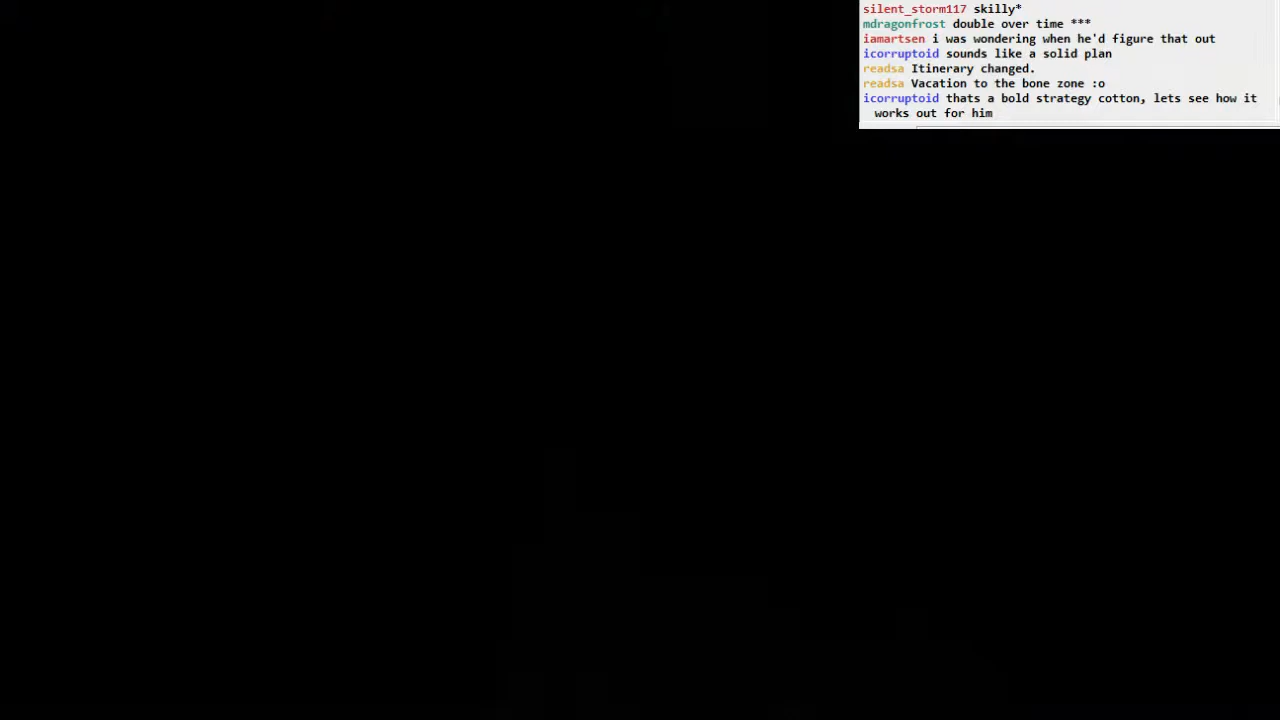 silent_storm117 skilly*
mdragonfrost double over time ***
iamartsen i was wondering when he'd figure that out
icorruptoid sounds like a solid plan
readsa Itinerary changed.
readsa Vacation to the bone zone :o
icorruptoid thats a bold strategy cotton, lets see how it
works out for him